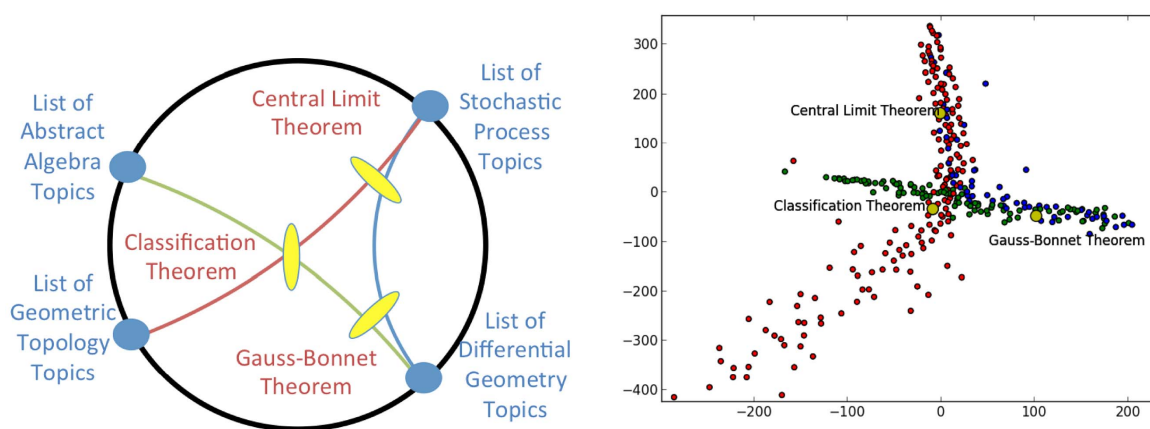 List of
Abstract
Algebra
Topics
Central Limit
Theorem
List of
Stochastic
Process
Topics
Classification
Theorem
List of
Geometric
Topology
Topics
Gauss-Bonnet
Theorem
List of
Differential
Geometry
Topics
300
200
100
0
−100
−200
−300
−400
Central Limit Theorem
Classification Theorem
Gauss-Bonnet Theorem
−200 −100 0 100 200